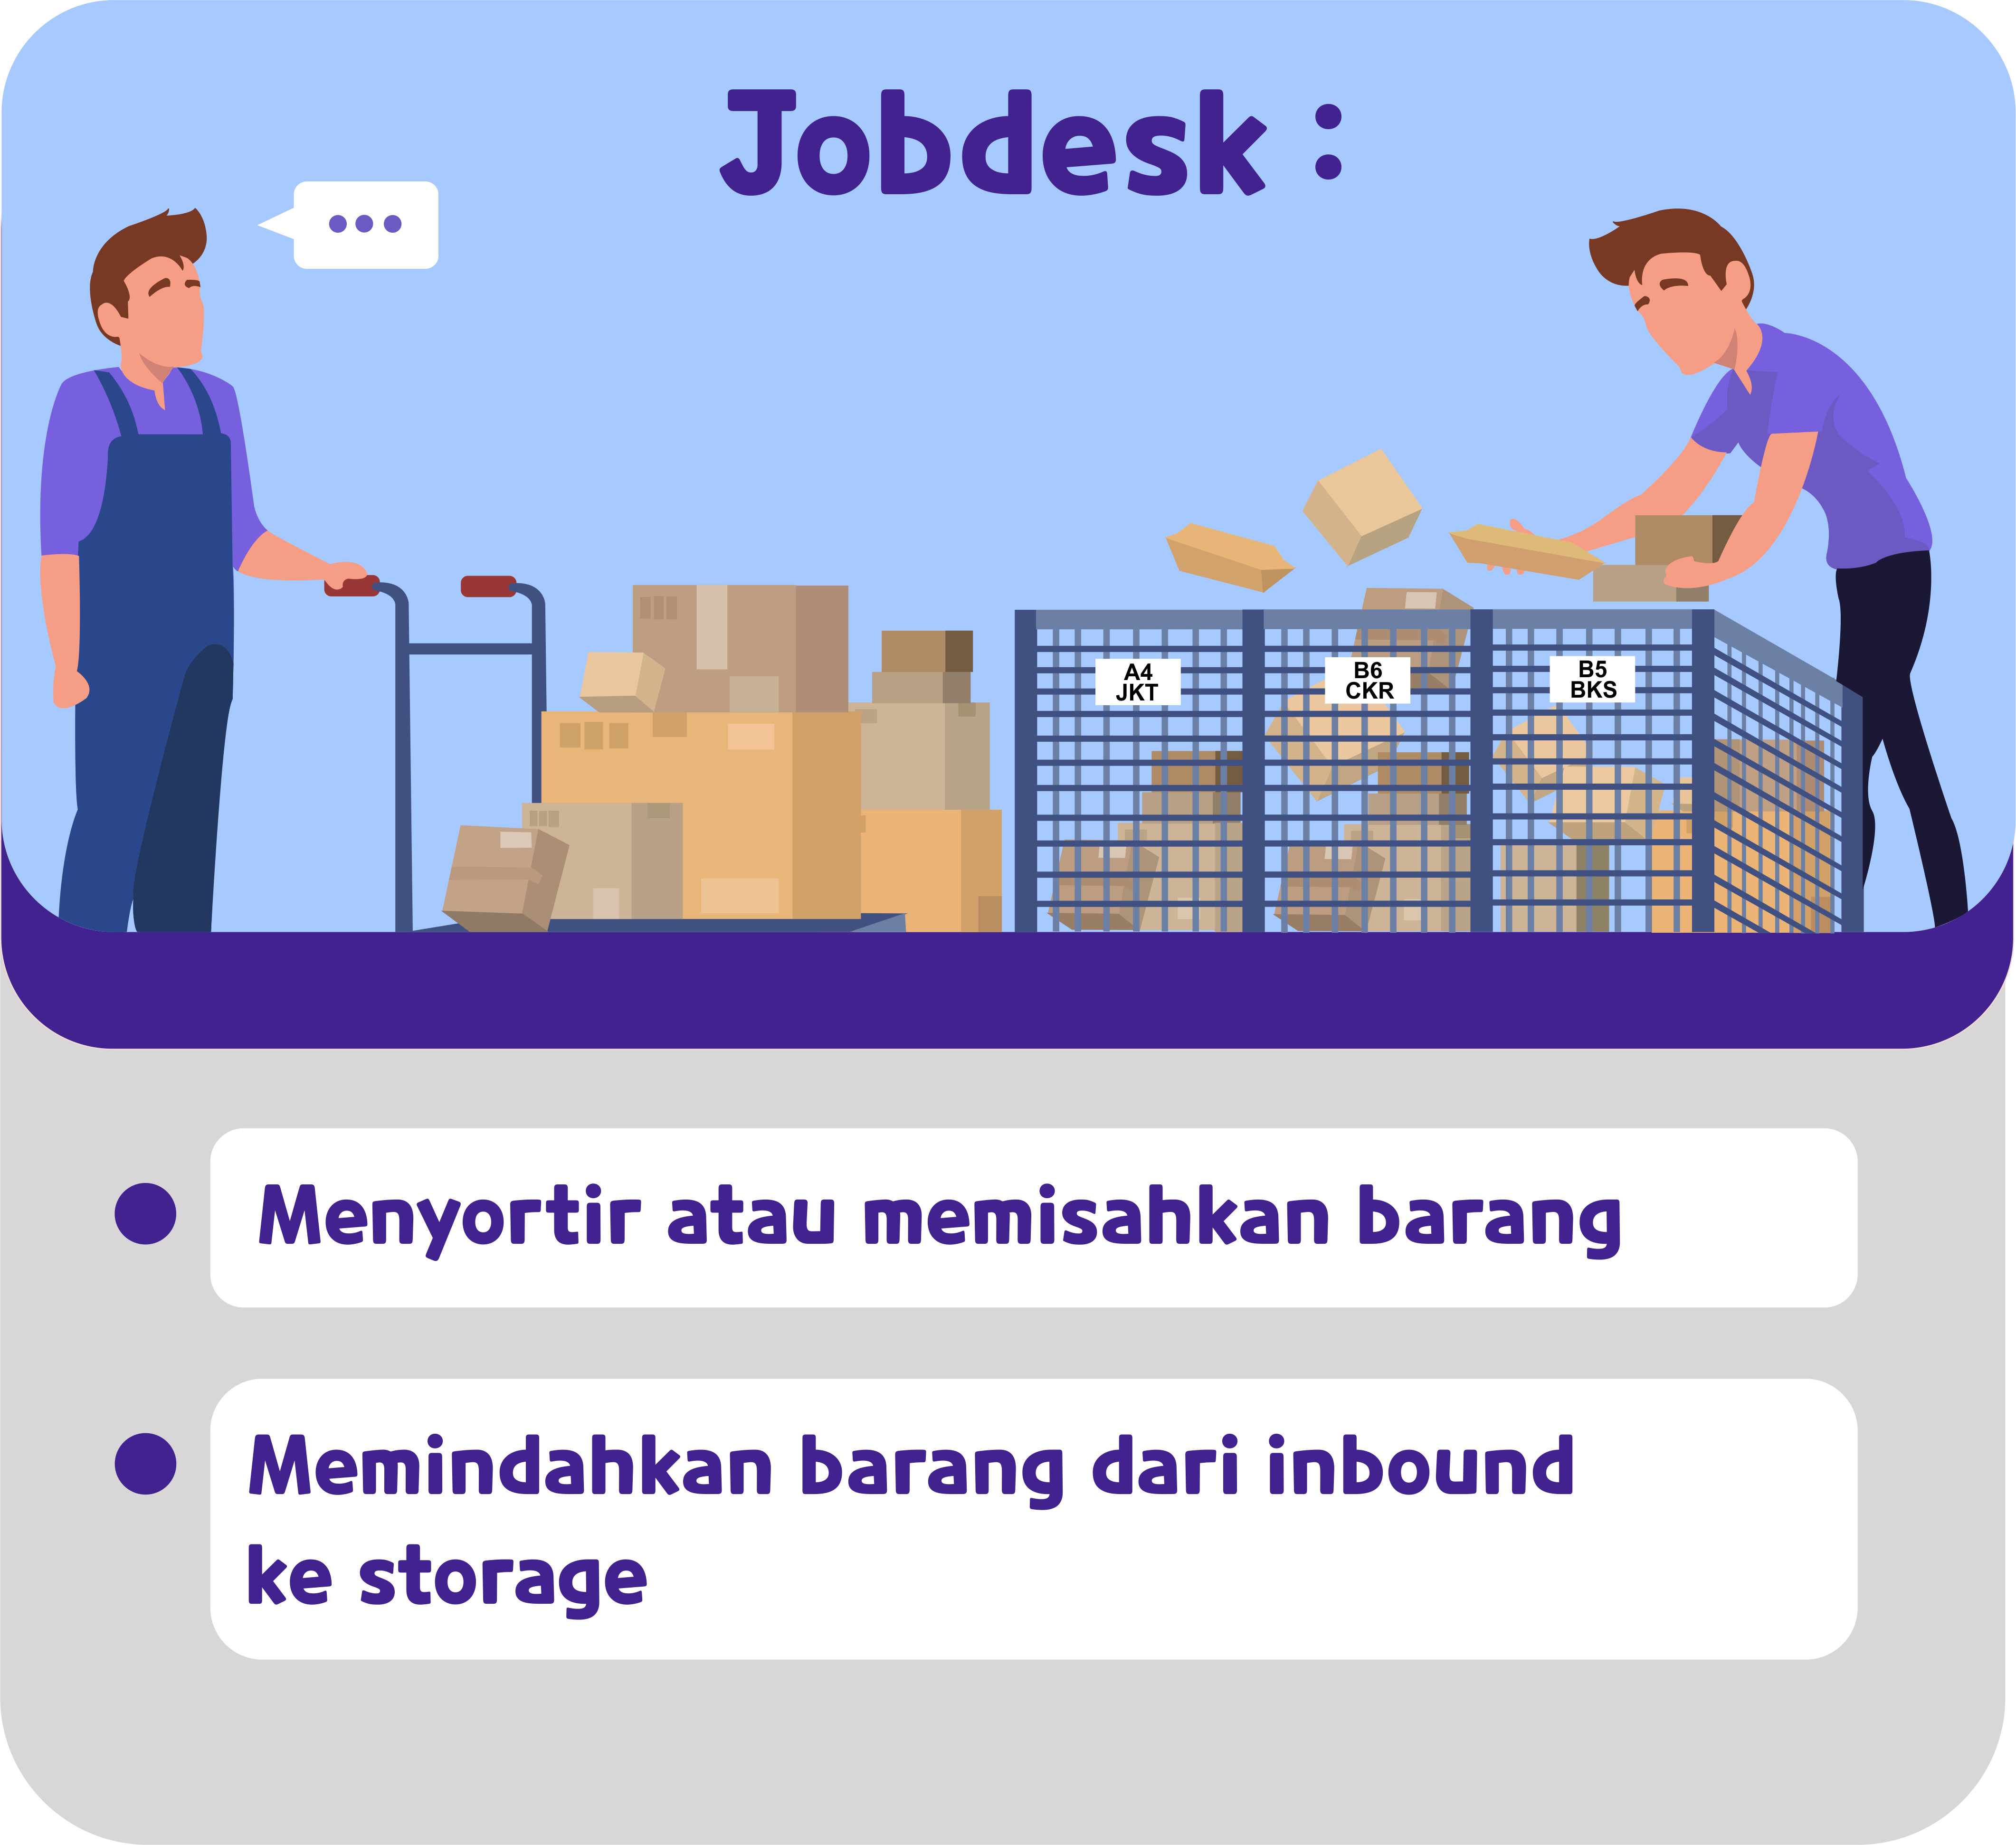 Jobdesk :
A4
JKT
B6
CKR
B5
BKS
Menyortir atau memisahkan barang
Memindahkan barang dari inbound
ke storage